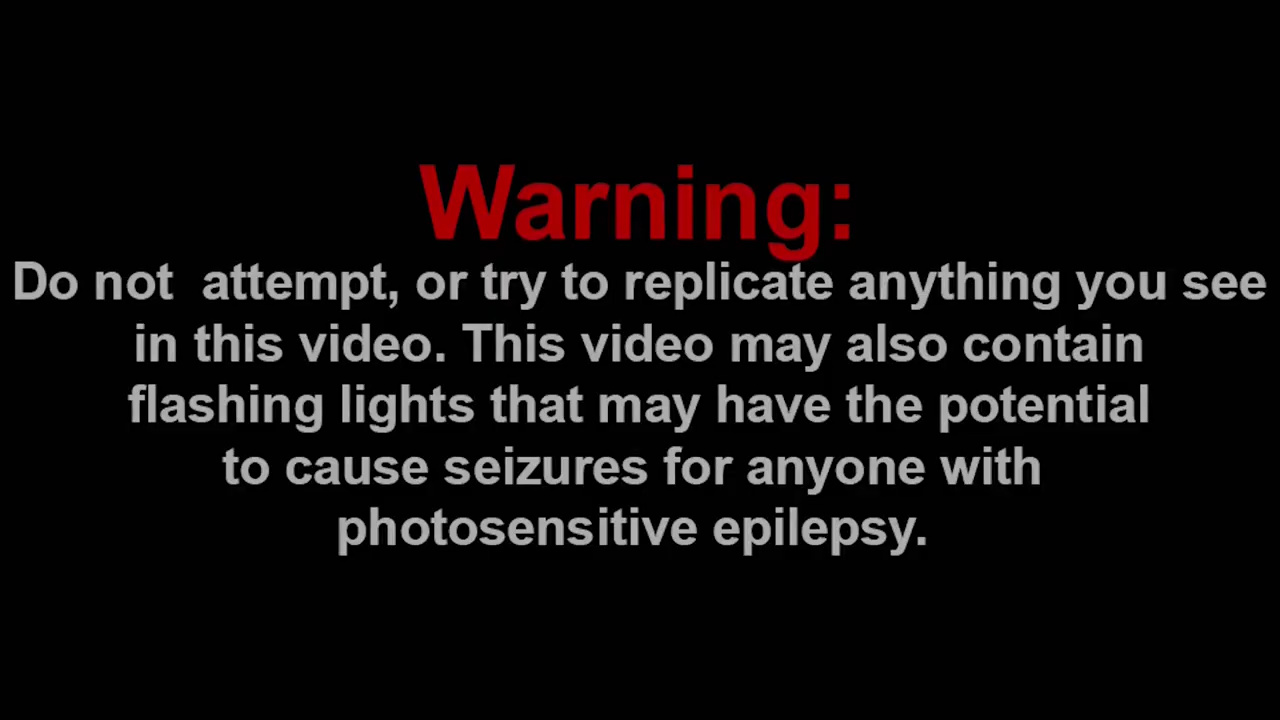 Warning:
Do not  attempt, or try to replicate anything you see
in this video. This video may also contain
flashing lights that may have the potential
to cause seizures for anyone with
photosensitive epilepsy.